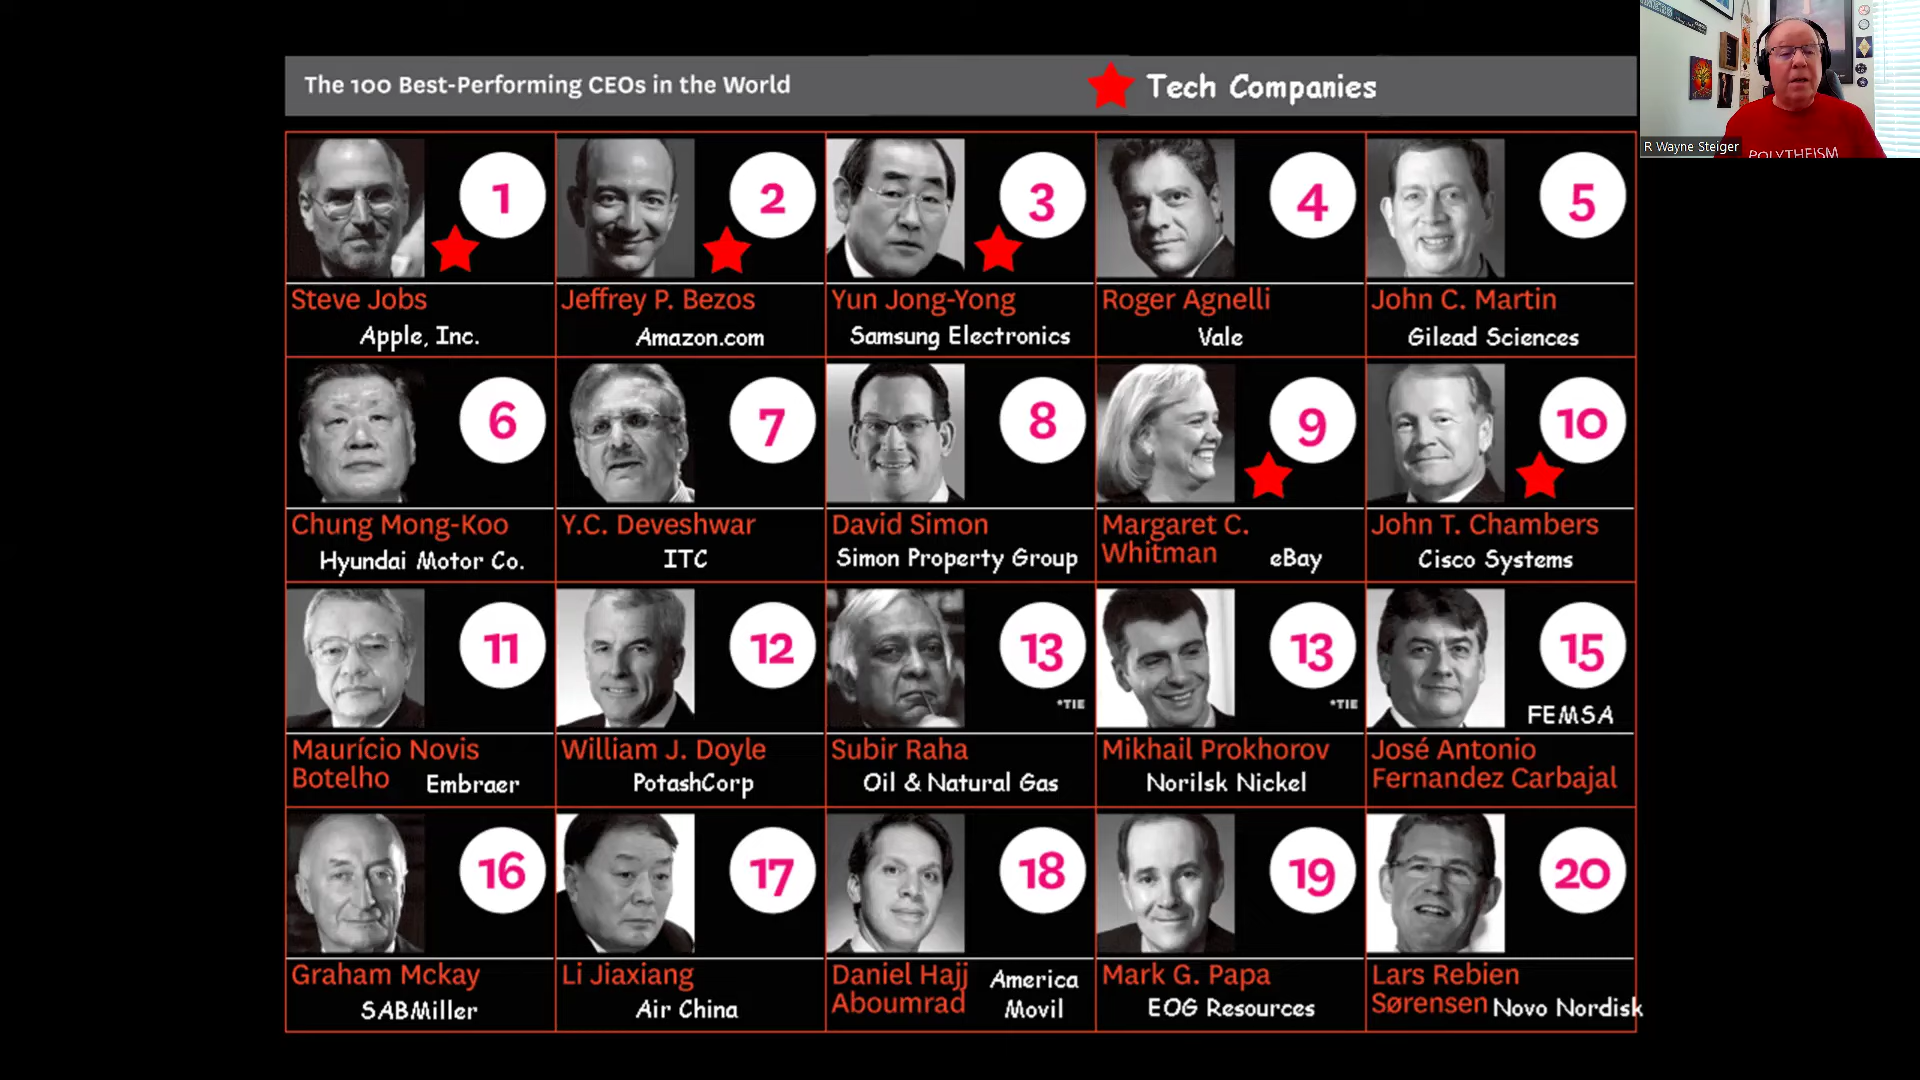 The 100 Best-Performing CEOs in the World
Tech Companies
R Wayne Steiger
POLYTHEISM
1
Steve Jobs
Apple, Inc.
2
Jeffrey P. Bezos
Amazon.com
3
Yun Jong-Yong
Samsung Electronics
4
Roger Agnelli
Vale
5
John C. Martin
Gilead Sciences
6
Chung Mong-Koo
Hyundai Motor Co.
7
Y.C. Deveshwar
ITC
8
David Simon
Simon Property Group
9
Margaret C.
Whitman
eBay
10
John T. Chambers
Cisco Systems
11
Maurício Novis
Botelho
Embraer
12
William J. Doyle
PotashCorp
13
*TIE
Subir Raha
Oil & Natural Gas
13
*TIE
Mikhail Prokhorov
Norilsk Nickel
15
FEMSA
José Antonio
Fernandez Carbajal
16
Graham Mckay
SABMiller
17
Li Jiaxiang
Air China
18
Daniel Hajj
Aboumrad
America
Movil
19
Mark G. Papa
EOG Resources
20
Lars Rebien
Sørensen
Novo Nordisk